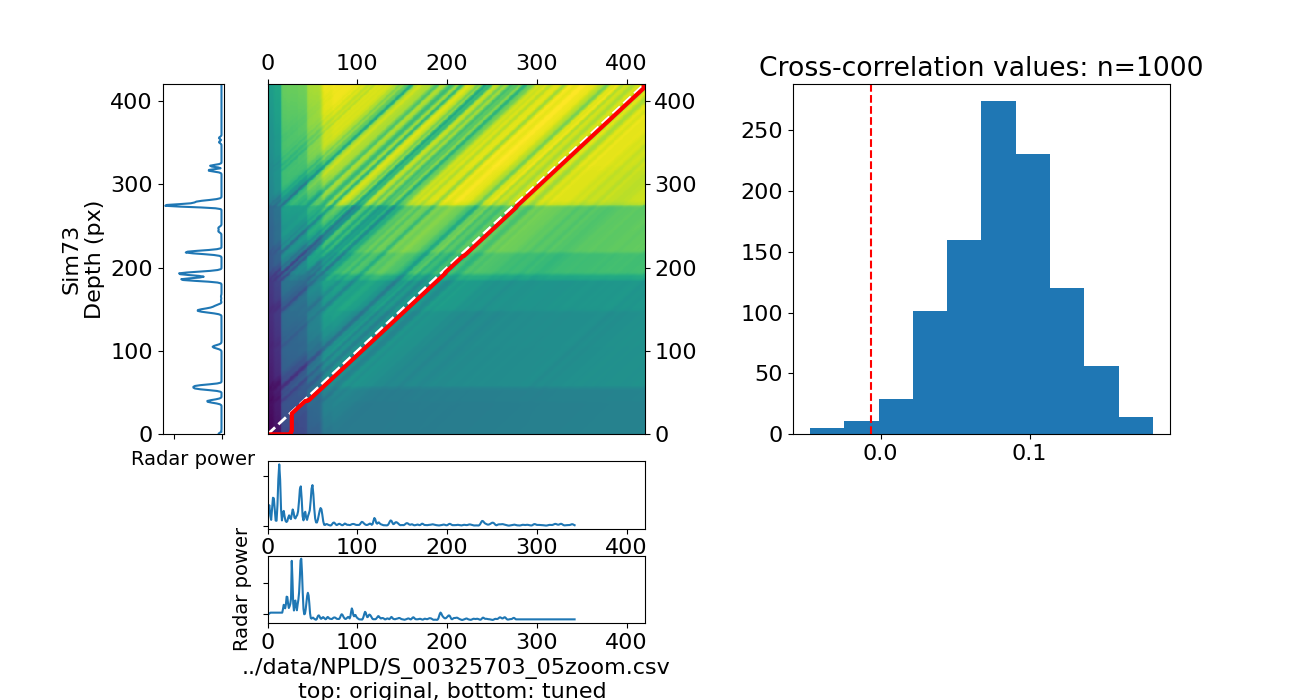 0 100 200 300 400
Cross-correlation values: n=1000
400
300
200
100
0
Sim73
Depth (px)
Radar power
400
300
200
100
0
250
200
150
100
50
0
0.0 0.1
0 100 200 300 400
Radar power
0 100 200 300 400
../data/NPLD/S_00325703_05zoom.csv
top: original, bottom: tuned